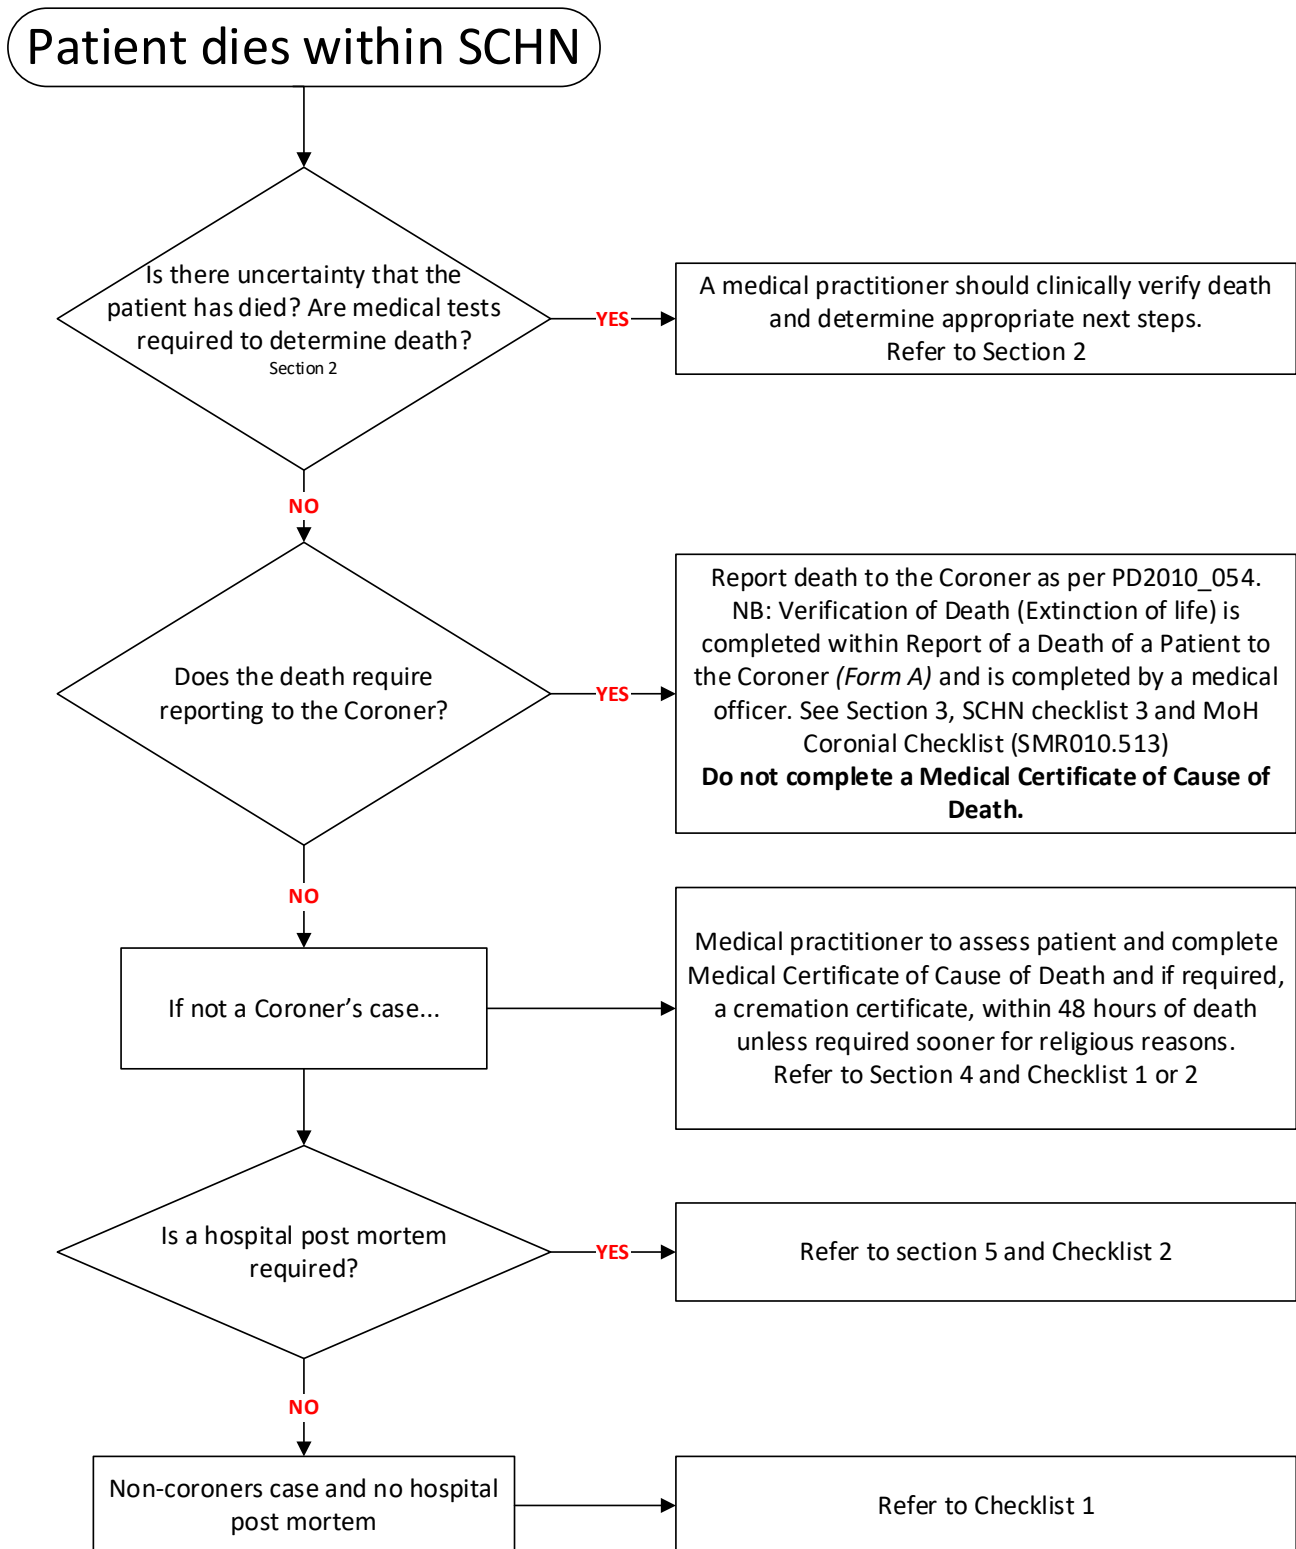 Patient dies within SCHN
Is there uncertainty that the
patient has died? Are medical tests
required to determine death?
Section 2
YES
A medical practitioner should clinically verify death
and determine appropriate next steps.
Refer to Section 2
NO
Does the death require
reporting to the Coroner?
YES
Report death to the Coroner as per PD2010_054.
NB: Verification of Death (Extinction of life) is
completed within Report of a Death of a Patient to
the Coroner (Form A) and is completed by a medical
officer. See Section 3, SCHN checklist 3 and MoH
Coronial Checklist (SMR010.513)
Do not complete a Medical Certificate of Cause of
Death.
NO
If not a Coroner’s case...
Medical practitioner to assess patient and complete
Medical Certificate of Cause of Death and if required,
a cremation certificate, within 48 hours of death
unless required sooner for religious reasons.
Refer to Section 4 and Checklist 1 or 2
Is a hospital post mortem
required?
YES
Refer to section 5 and Checklist 2
NO
Non-coroners case and no hospital
post mortem
Refer to Checklist 1